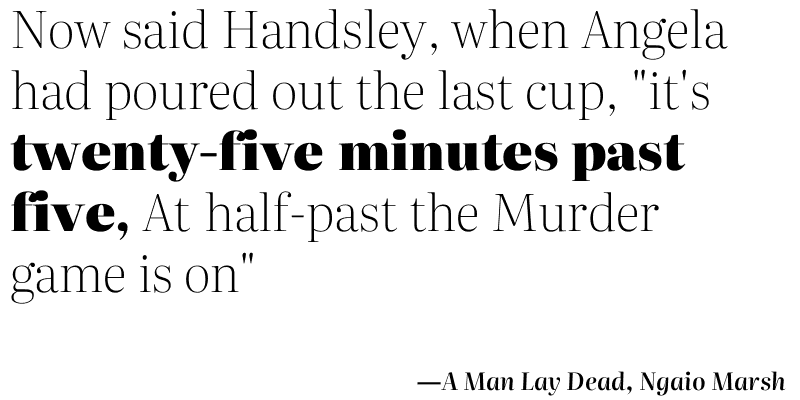 Now said Handsley, when Angela
had poured out the last cup, "it's
twenty-five minutes past
five, At half-past the Murder
game is on"
—A Man Lay Dead, Ngaio Marsh